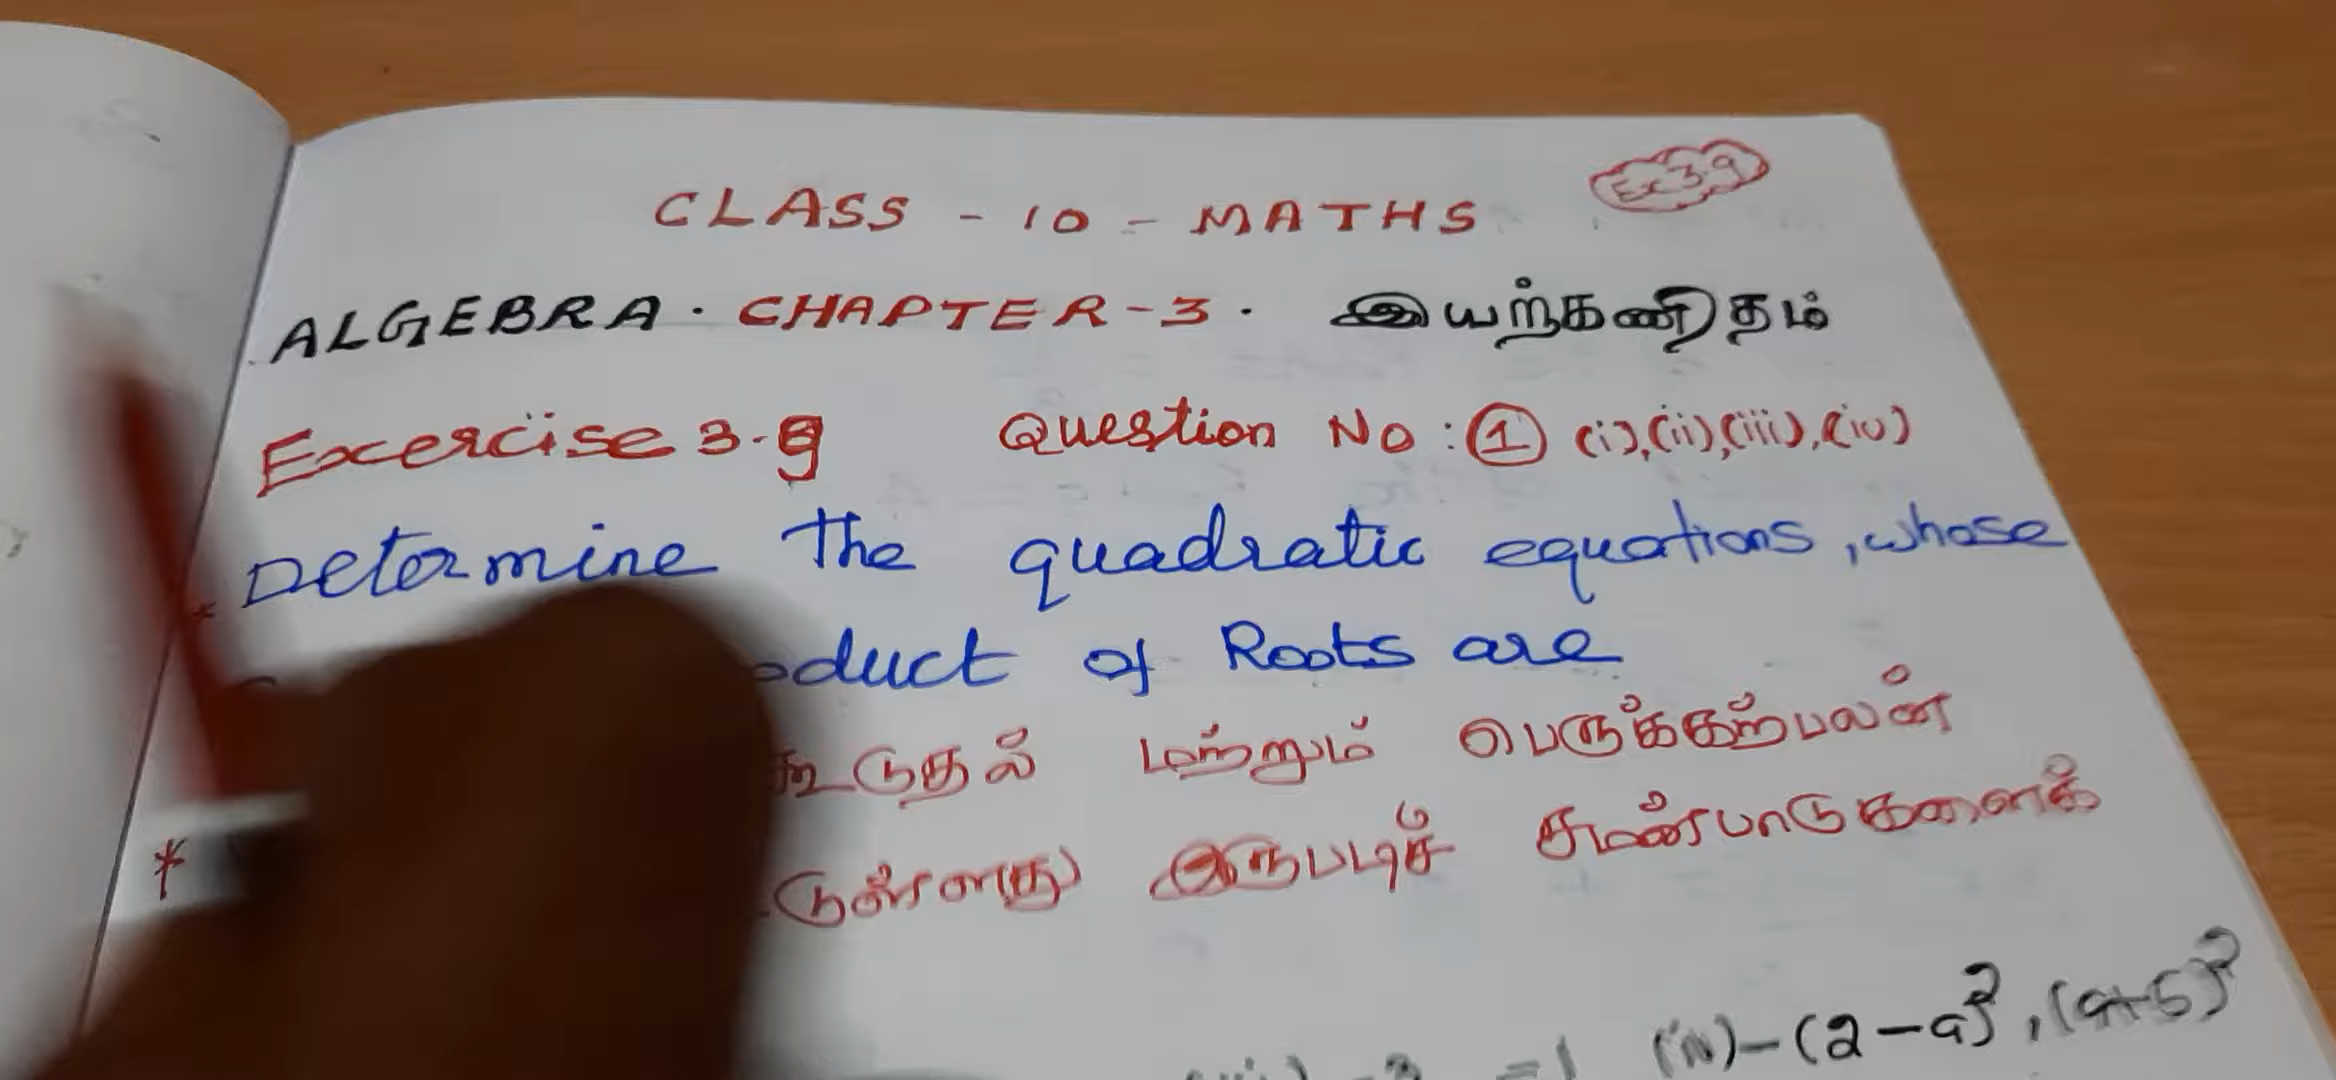 Ex 3.9
CLASS - 10 - MATHS
ALGEBRA . CHAPTER-3 . இயற்கணிதம்
Excercise 3.9 Question No : 1 (i),(ii),(iii),(iv)
* Determine the quadratic equations, whose
oduct of Roots are
கூடுதல் மற்றும் பெருக்கற்பலன்
* டுள்ளது இருபடிச் சமன்பாடுகளைக்
(iv) -(2-a)², (a+5)²